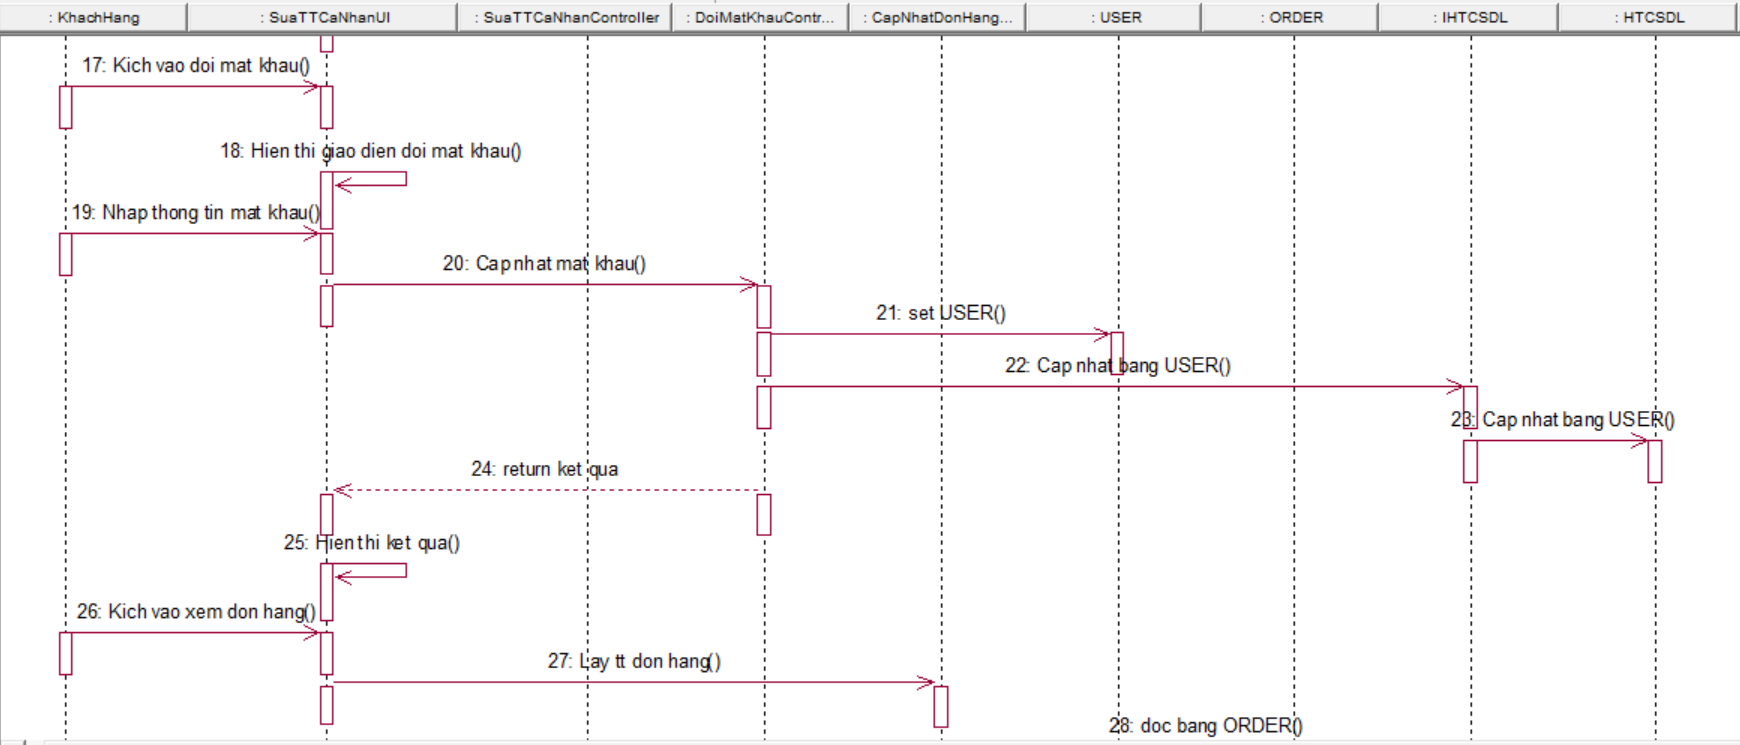 : KhachHang
: SuaTTCaNhanUI
: SuaTTCaNhanController
: DoiMatKhauContr...
: CapNhatDonHang...
: USER
: ORDER
: IHTCSDL
: HTCSDL
17: Kich vao doi mat khau()
18: Hien thi giao dien doi mat khau()
19: Nhap thong tin mat khau()
20: Cap nhat mat khau()
21: set USER()
22: Cap nhat bang USER()
23: Cap nhat bang USER()
24: return ket qua
25: Hien thi ket qua()
26: Kich vao xem don hang()
27: Lay tt don hang()
28: doc bang ORDER()